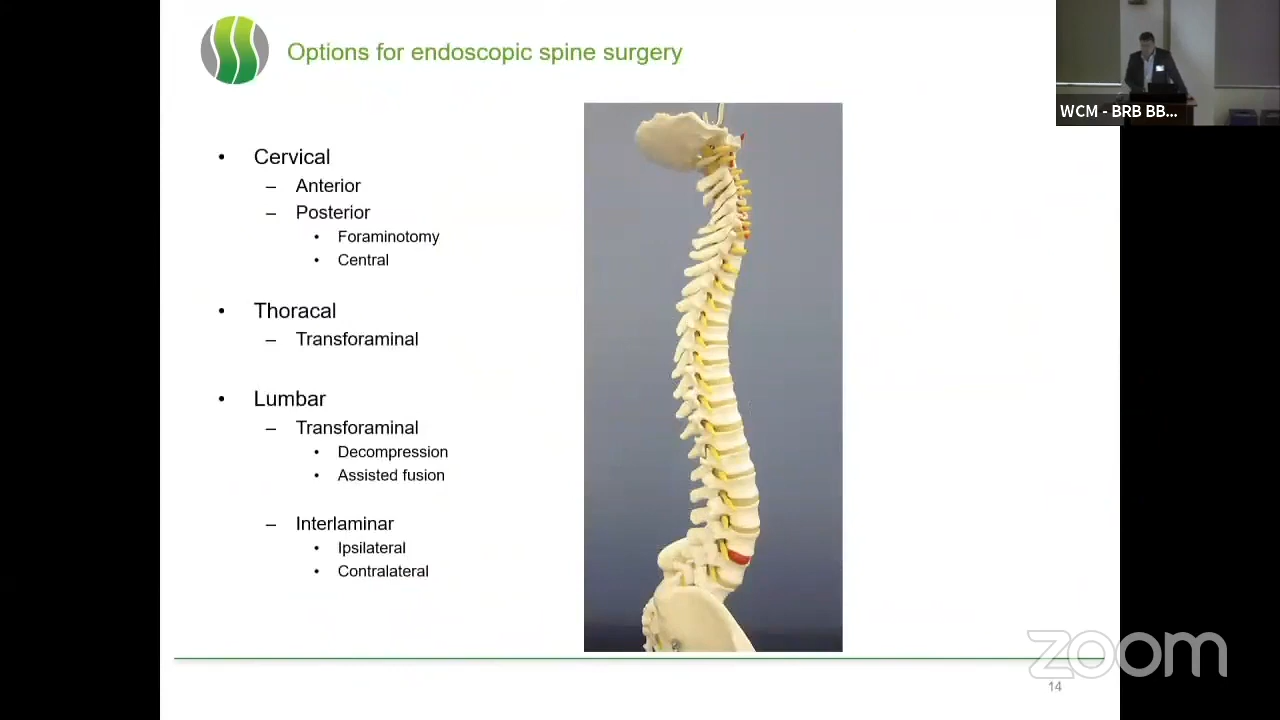 Options for endoscopic spine surgery
WCM - BRB BB...
• Cervical
– Anterior
– Posterior
• Foraminotomy
• Central
• Thoracal
– Transforaminal
• Lumbar
– Transforaminal
• Decompression
• Assisted fusion
– Interlaminar
• Ipsilateral
• Contralateral
zoom
14